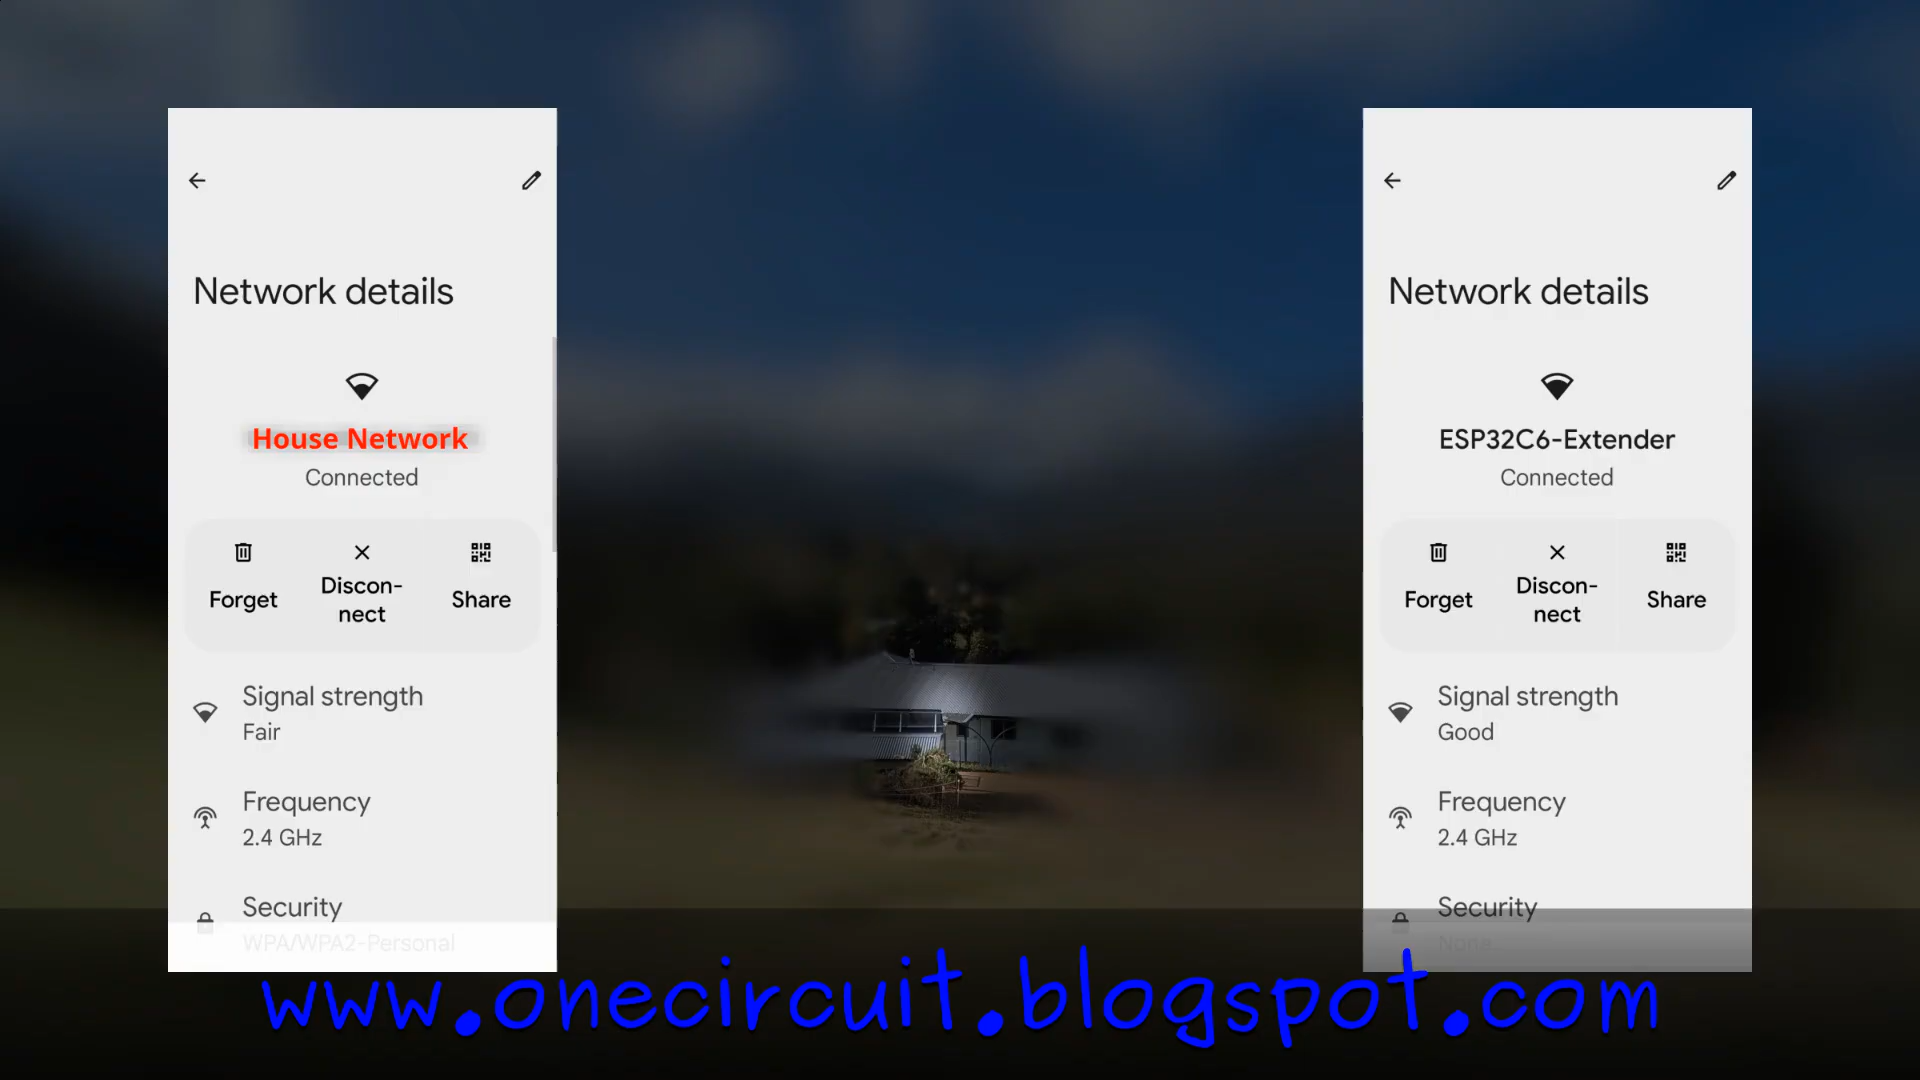 Network details
House Network
Connected
Forget
Discon-
nect
Share
Signal strength
Fair
Frequency
2.4 GHz
Security
WPA/WPA2-Personal
Network details
ESP32C6-Extender
Connected
Forget
Discon-
nect
Share
Signal strength
Good
Frequency
2.4 GHz
Security
None
www.onecircuit.blogspot.com